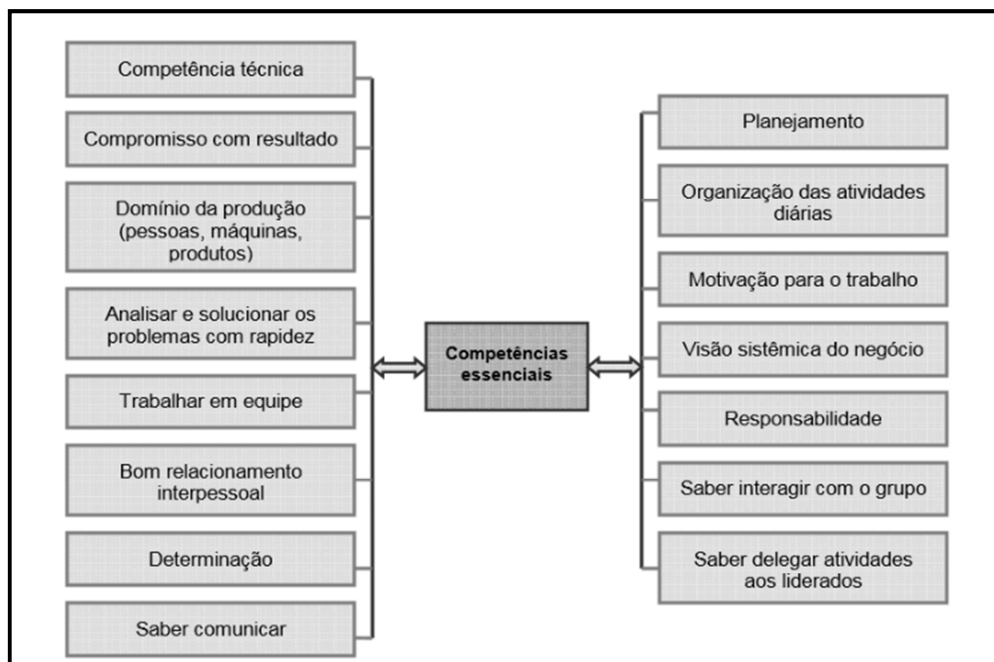 Competência técnica
Compromisso com resultado
Domínio da produção
(pessoas, máquinas,
produtos)
Analisar e solucionar os
problemas com rapidez
Trabalhar em equipe
Bom relacionamento
interpessoal
Determinação
Saber comunicar
Competências
essenciais
Planejamento
Organização das atividades
diárias
Motivação para o trabalho
Visão sistêmica do negócio
Responsabilidade
Saber interagir com o grupo
Saber delegar atividades
aos liderados